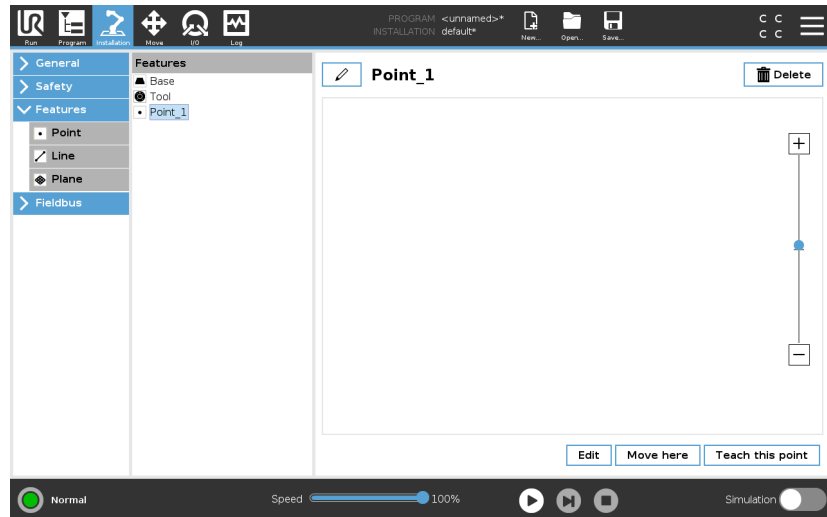 PROGRAM <unnamed>*
INSTALLATION default*
UR
Run Program Installation Move I/O Log New... Open... Save...
C C
C C
General
Safety
Features
Point
Line
Plane
Fieldbus
Features
Base
Tool
Point_1
Point_1
Delete
Edit Move here Teach this point
Normal Speed 100% Simulation